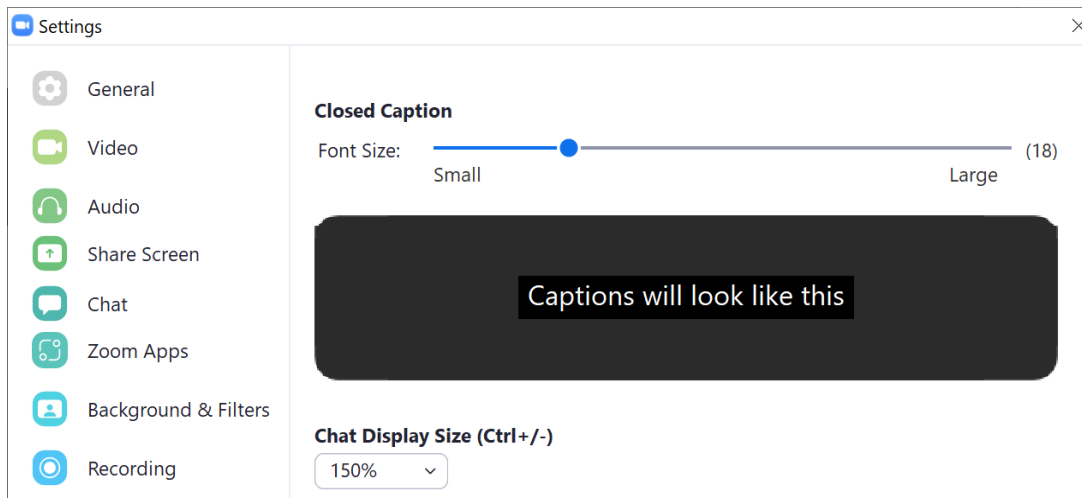 Settings
General
Video
Audio
Share Screen
Chat
Zoom Apps
Background & Filters
Recording
Closed Caption
Font Size: (18)
Small Large
Captions will look like this
Chat Display Size (Ctrl+/-)
150%